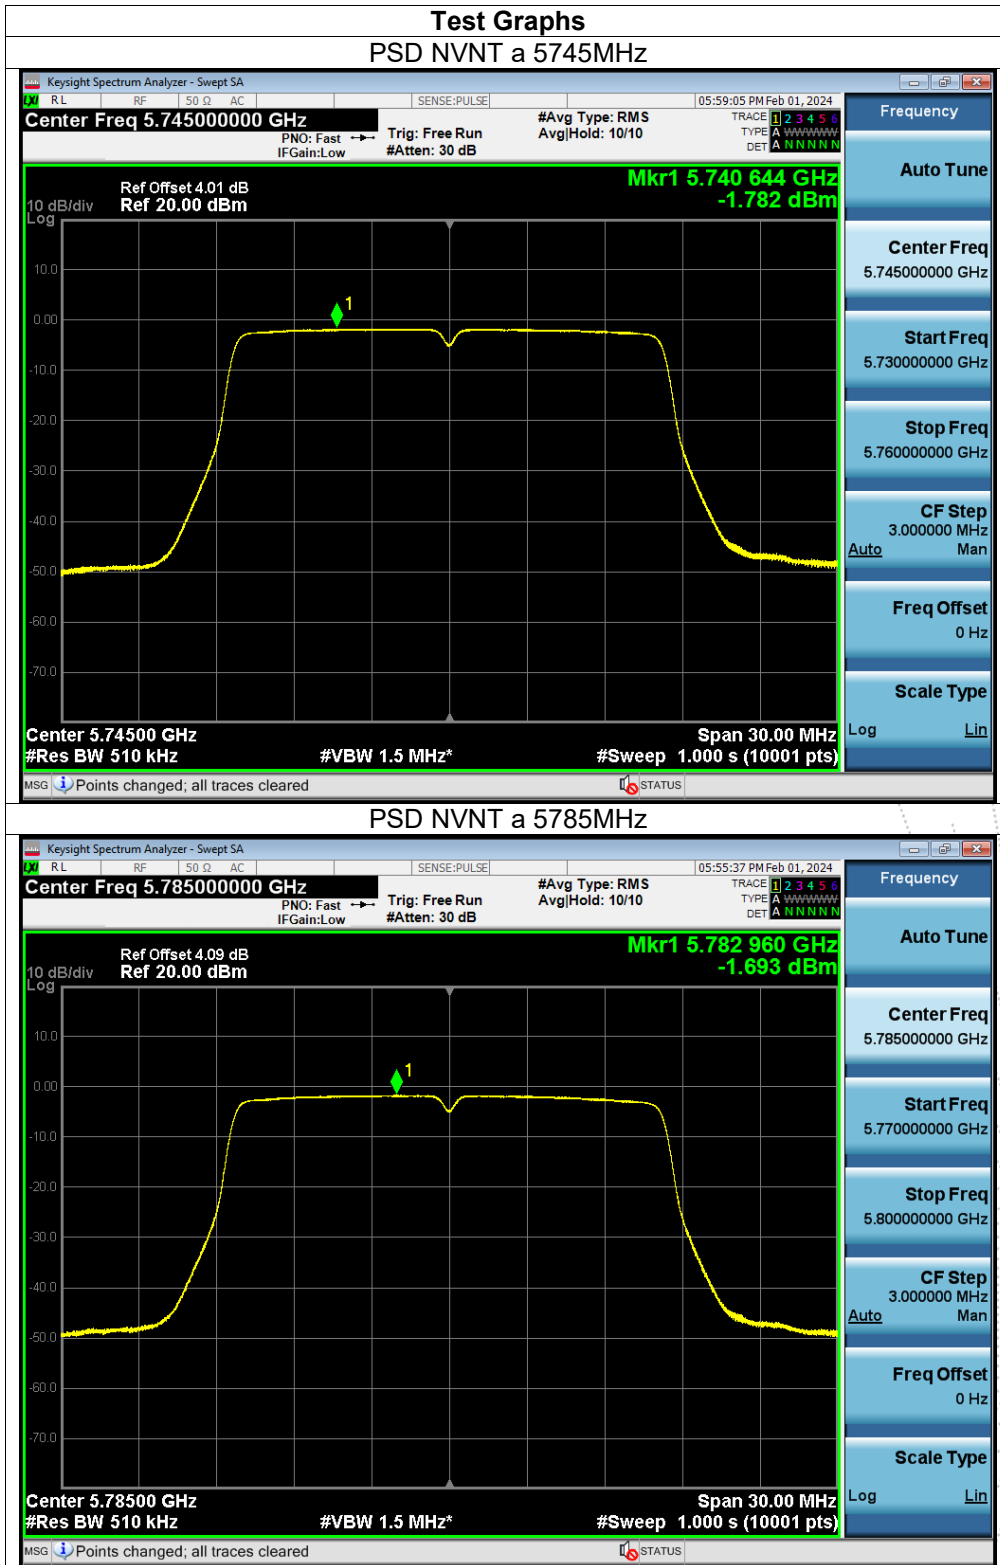 Test Graphs
PSD NVNT a 5745MHz
Keysight Spectrum Analyzer - Swept SA
LXI RL RF 50 Ω AC SENSE:PULSE 05:59:05 PM Feb 01, 2024
Center Freq 5.745000000 GHz
PNO: Fast
IFGain:Low
Trig: Free Run
#Atten: 30 dB
#Avg Type: RMS
Avg|Hold: 10/10
TRACE 1 2 3 4 5 6
TYPE A WWWWW
DET A N N N N N
Frequency
Mkr1 5.740 644 GHz
-1.782 dBm
Ref Offset 4.01 dB
10 dB/div Ref 20.00 dBm
Log
10.0
0.00
-10.0
-20.0
-30.0
-40.0
-50.0
-60.0
-70.0
1
Center 5.74500 GHz
Span 30.00 MHz
#Res BW 510 kHz
#VBW 1.5 MHz*
#Sweep 1.000 s (10001 pts)
Auto Tune
Center Freq
5.745000000 GHz
Start Freq
5.730000000 GHz
Stop Freq
5.760000000 GHz
CF Step
3.000000 MHz
Auto Man
Freq Offset
0 Hz
Scale Type
Log Lin
MSG Points changed; all traces cleared STATUS
PSD NVNT a 5785MHz
Keysight Spectrum Analyzer - Swept SA
LXI RL RF 50 Ω AC SENSE:PULSE 05:55:37 PM Feb 01, 2024
Center Freq 5.785000000 GHz
PNO: Fast
IFGain:Low
Trig: Free Run
#Atten: 30 dB
#Avg Type: RMS
Avg|Hold: 10/10
TRACE 1 2 3 4 5 6
TYPE A WWWWW
DET A N N N N N
Frequency
Mkr1 5.782 960 GHz
-1.693 dBm
Ref Offset 4.09 dB
10 dB/div Ref 20.00 dBm
Log
10.0
0.00
-10.0
-20.0
-30.0
-40.0
-50.0
-60.0
-70.0
1
Center 5.78500 GHz
Span 30.00 MHz
#Res BW 510 kHz
#VBW 1.5 MHz*
#Sweep 1.000 s (10001 pts)
Auto Tune
Center Freq
5.785000000 GHz
Start Freq
5.770000000 GHz
Stop Freq
5.800000000 GHz
CF Step
3.000000 MHz
Auto Man
Freq Offset
0 Hz
Scale Type
Log Lin
MSG Points changed; all traces cleared STATUS